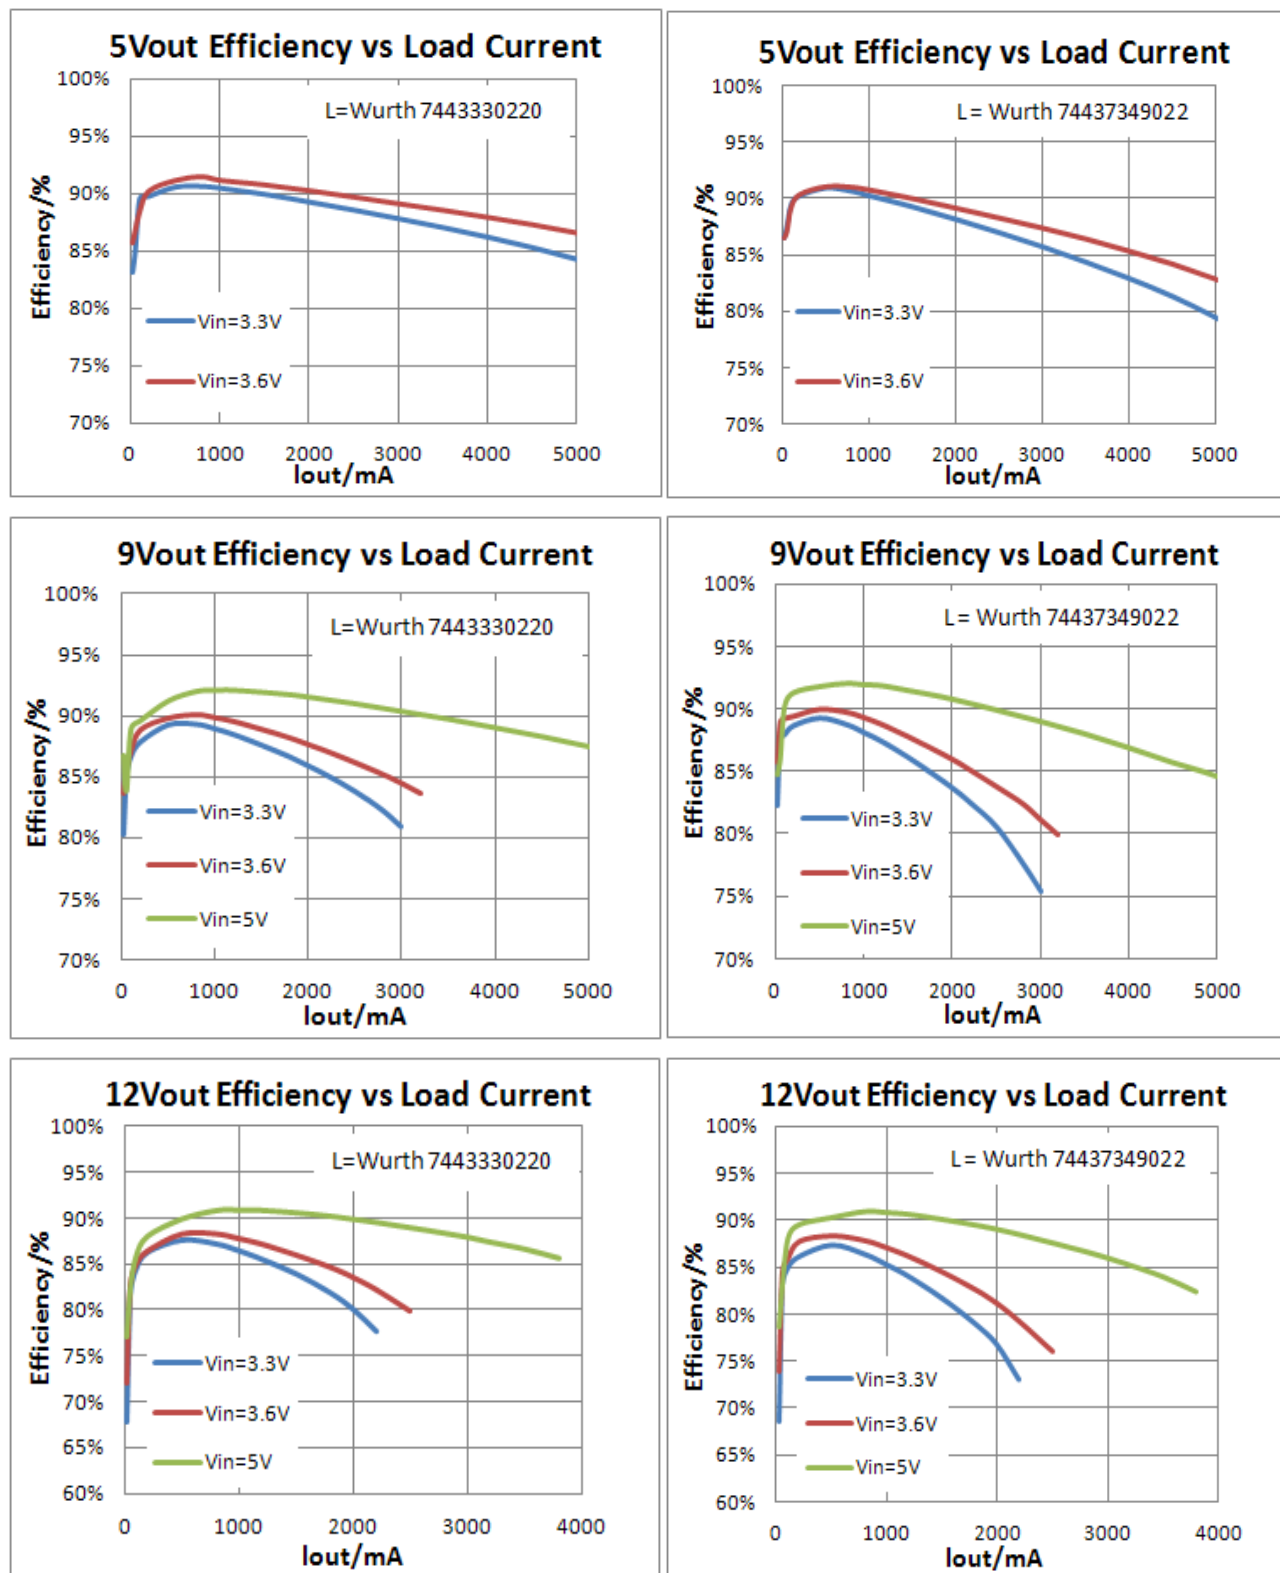 5Vout Efficiency vs Load Current
L=Wurth 7443330220
100%
95%
90%
85%
80%
75%
70%
Efficiency/%
Vin=3.3V
Vin=3.6V
0 1000 2000 3000 4000 5000
Iout/mA
5Vout Efficiency vs Load Current
L= Wurth 74437349022
100%
95%
90%
85%
80%
75%
70%
Efficiency/%
Vin=3.3V
Vin=3.6V
0 1000 2000 3000 4000 5000
Iout/mA
9Vout Efficiency vs Load Current
L=Wurth 7443330220
100%
95%
90%
85%
80%
75%
70%
Efficiency/%
Vin=3.3V
Vin=3.6V
Vin=5V
0 1000 2000 3000 4000 5000
Iout/mA
9Vout Efficiency vs Load Current
L= Wurth 74437349022
100%
95%
90%
85%
80%
75%
70%
Efficiency/%
Vin=3.3V
Vin=3.6V
Vin=5V
0 1000 2000 3000 4000 5000
Iout/mA
12Vout Efficiency vs Load Current
L=Wurth 7443330220
100%
95%
90%
85%
80%
75%
70%
65%
60%
Efficiency/%
Vin=3.3V
Vin=3.6V
Vin=5V
0 1000 2000 3000 4000
Iout/mA
12Vout Efficiency vs Load Current
L= Wurth 74437349022
100%
95%
90%
85%
80%
75%
70%
65%
60%
Efficiency/%
Vin=3.3V
Vin=3.6V
Vin=5V
0 1000 2000 3000 4000
Iout/mA